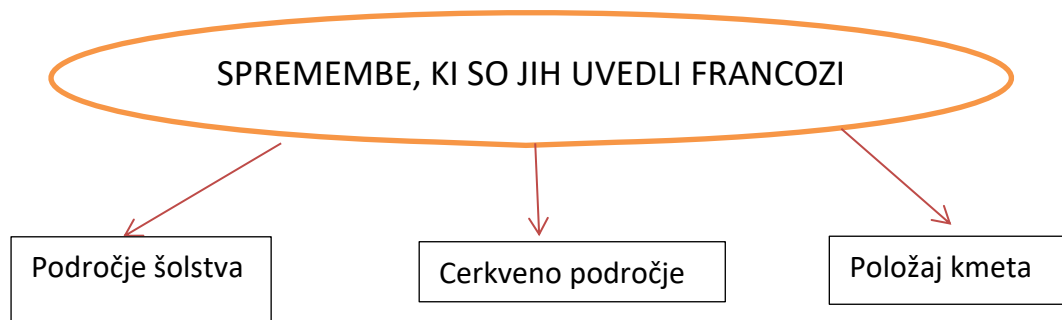 SPREMEMBE, KI SO JIH UVEDLI FRANCOZI
Področje šolstva
Cerkveno področje
Položaj kmeta